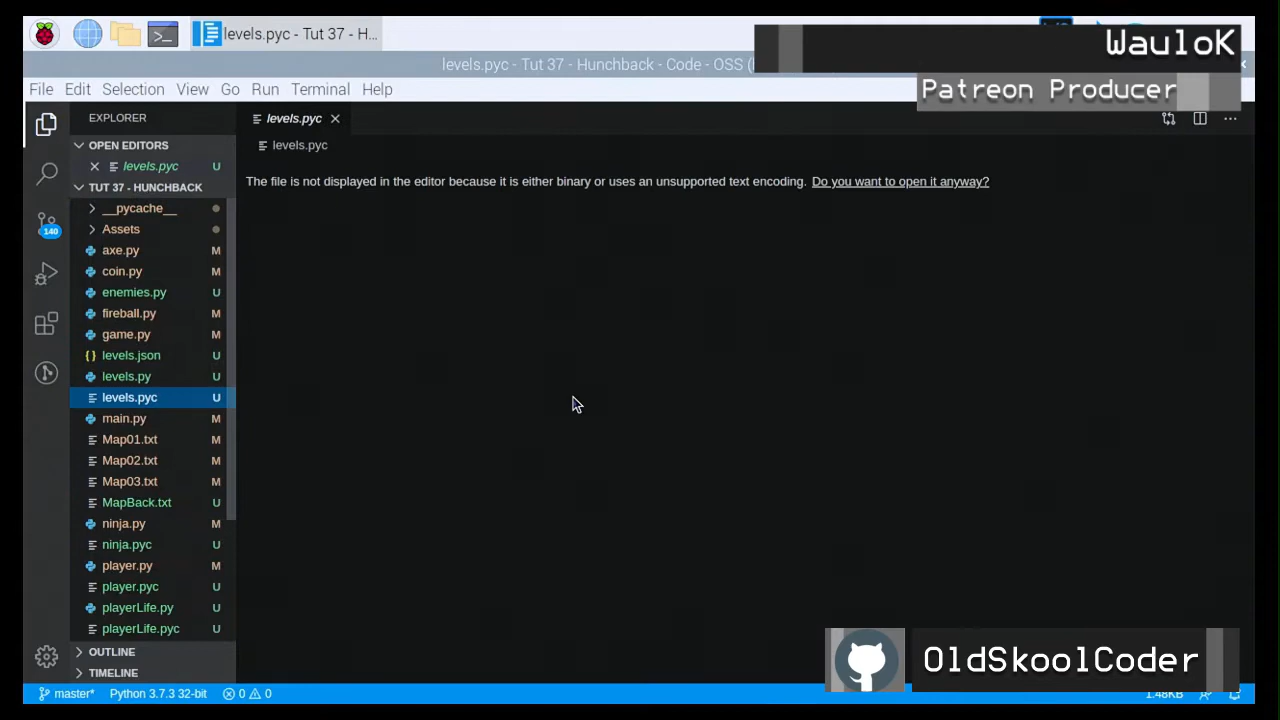 levels.pyc - Tut 37 - H...
WauloK
levels.pyc - Tut 37 - Hunchback - Code - OSS (
Patreon Producer
File Edit Selection View Go Run Terminal Help
EXPLORER
levels.pyc
OPEN EDITORS
levels.pyc U
levels.pyc
TUT 37 - HUNCHBACK
The file is not displayed in the editor because it is either binary or uses an unsupported text encoding. Do you want to open it anyway?
__pycache__
Assets
axe.py M
coin.py M
140
enemies.py U
fireball.py M
game.py M
levels.json U
levels.py U
levels.pyc U
main.py M
Map01.txt M
Map02.txt M
Map03.txt M
MapBack.txt U
ninja.py M
ninja.pyc U
player.py M
player.pyc U
playerLife.py U
playerLife.pyc U
OUTLINE
TIMELINE
OldSkoolCoder
master* Python 3.7.3 32-bit 0 0 1.48KB